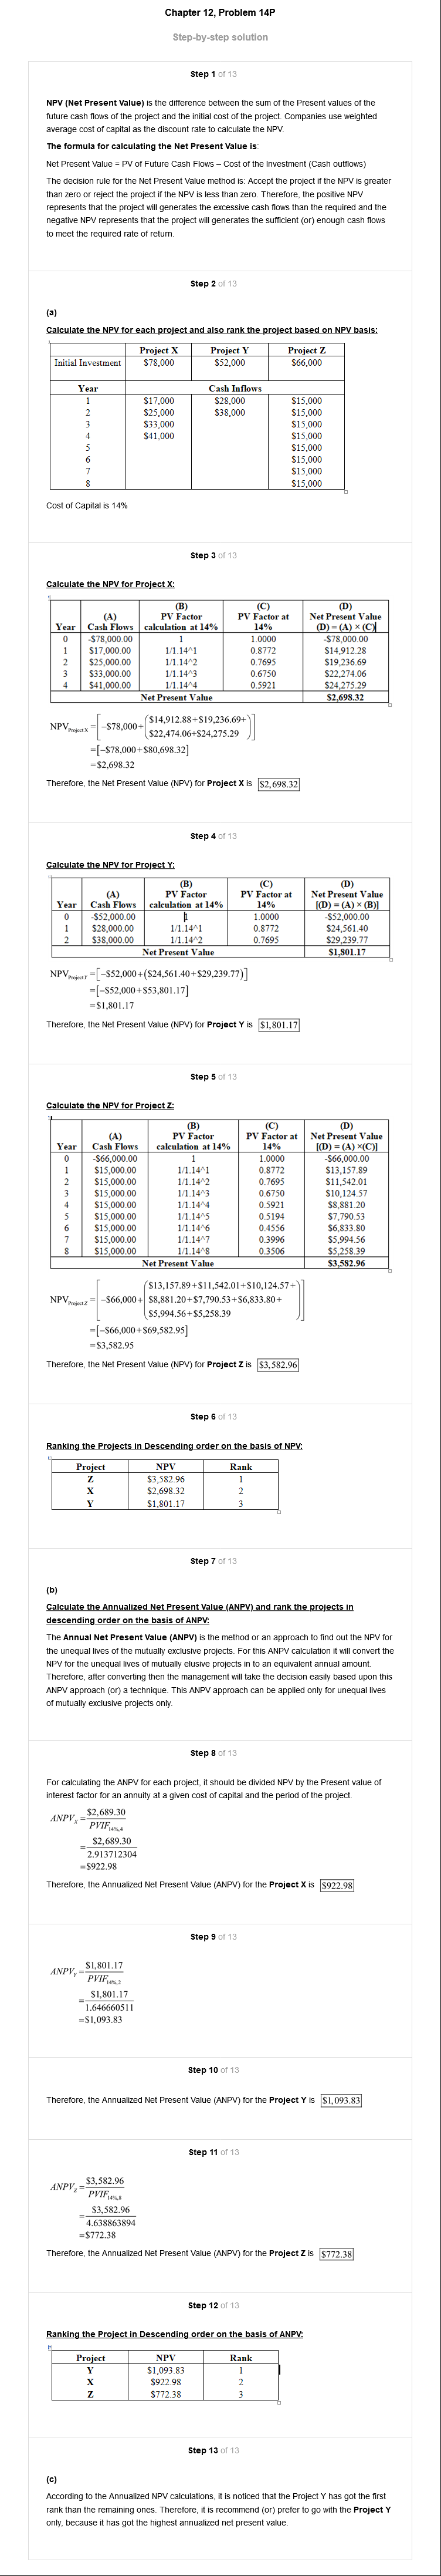 Chapter 12, Problem 14P
Step-by-step solution
Step 1 of 13
NPV (Net Present Value) is the difference between the sum of the Present values of the
future cash flows of the project and the initial cost of the project. Companies use weighted
average cost of capital as the discount rate to calculate the NPV.
The formula for calculating the Net Present Value is:
Net Present Value = PV of Future Cash Flows – Cost of the Investment (Cash outflows)
The decision rule for the Net Present Value method is: Accept the project if the NPV is greater
than zero or reject the project if the NPV is less than zero. Therefore, the positive NPV
represents that the project will generates the excessive cash flows than the required and the
negative NPV represents that the project will generates the sufficient (or) enough cash flows
to meet the required rate of return.
Step 2 of 13
(a)
Calculate the NPV for each project and also rank the project based on NPV basis:
Project X Project Y Project Z
Initial Investment $78,000 $52,000 $66,000
Year Cash Inflows
1 $17,000 $28,000 $15,000
2 $25,000 $38,000 $15,000
3 $33,000 $15,000
4 $41,000 $15,000
5 $15,000
6 $15,000
7 $15,000
8 $15,000
Cost of Capital is 14%
Step 3 of 13
Calculate the NPV for Project X:
(B) (C) (D)
(A) PV Factor PV Factor at Net Present Value
Year Cash Flows calculation at 14% 14% (D) = (A) × (C)
0 -$78,000.00 1 1.0000 -$78,000.00
1 $17,000.00 1/1.14^1 0.8772 $14,912.28
2 $25,000.00 1/1.14^2 0.7695 $19,236.69
3 $33,000.00 1/1.14^3 0.6750 $22,274.06
4 $41,000.00 1/1.14^4 0.5921 $24,275.29
Net Present Value $2,698.32
NPV Project X = [−$78,000+($14,912.88+$19,236.69+
$22,474.06+$24,275.29)]
=[−$78,000+$80,698.32]
=$2,698.32
Therefore, the Net Present Value (NPV) for Project X is $2,698.32
Step 4 of 13
Calculate the NPV for Project Y:
(B) (C) (D)
(A) PV Factor PV Factor at Net Present Value
Year Cash Flows calculation at 14% 14% [(D) = (A) × (B)]
0 -$52,000.00 1 1.0000 -$52,000.00
1 $28,000.00 1/1.14^1 0.8772 $24,561.40
2 $38,000.00 1/1.14^2 0.7695 $29,239.77
Net Present Value $1,801.17
NPV Project Y =[−$52,000+($24,561.40+$29,239.77)]
=[−$52,000+$53,801.17]
=$1,801.17
Therefore, the Net Present Value (NPV) for Project Y is $1,801.17
Step 5 of 13
Calculate the NPV for Project Z:
(B) (C) (D)
(A) PV Factor PV Factor at Net Present Value
Year Cash Flows calculation at 14% 14% [(D) = (A) ×(C)]
0 -$66,000.00 1 1.0000 -$66,000.00
1 $15,000.00 1/1.14^1 0.8772 $13,157.89
2 $15,000.00 1/1.14^2 0.7695 $11,542.01
3 $15,000.00 1/1.14^3 0.6750 $10,124.57
4 $15,000.00 1/1.14^4 0.5921 $8,881.20
5 $15,000.00 1/1.14^5 0.5194 $7,790.53
6 $15,000.00 1/1.14^6 0.4556 $6,833.80
7 $15,000.00 1/1.14^7 0.3996 $5,994.56
8 $15,000.00 1/1.14^8 0.3506 $5,258.39
Net Present Value $3,582.96
NPV Project Z = [−$66,000+($13,157.89+$11,542.01+$10,124.57+
$8,881.20+$7,790.53+$6,833.80+
$5,994.56+$5,258.39)]
=[−$66,000+$69,582.95]
=$3,582.95
Therefore, the Net Present Value (NPV) for Project Z is $3,582.96
Step 6 of 13
Ranking the Projects in Descending order on the basis of NPV:
Project NPV Rank
Z $3,582.96 1
X $2,698.32 2
Y $1,801.17 3
Step 7 of 13
(b)
Calculate the Annualized Net Present Value (ANPV) and rank the projects in
descending order on the basis of ANPV:
The Annual Net Present Value (ANPV) is the method or an approach to find out the NPV for
the unequal lives of the mutually exclusive projects. For this ANPV calculation it will convert the
NPV for the unequal lives of mutually elusive projects in to an equivalent annual amount.
Therefore, after converting then the management will take the decision easily based upon this
ANPV approach (or) a technique. This ANPV approach can be applied only for unequal lives
of mutually exclusive projects only.
Step 8 of 13
For calculating the ANPV for each project, it should be divided NPV by the Present value of
interest factor for an annuity at a given cost of capital and the period of the project.
ANPV X = $2,689.30 / PVIF 14%,4
= $2,689.30 / 2.913712304
=$922.98
Therefore, the Annualized Net Present Value (ANPV) for the Project X is $922.98
Step 9 of 13
ANPV Y = $1,801.17 / PVIF 14%,2
= $1,801.17 / 1.646660511
=$1,093.83
Step 10 of 13
Therefore, the Annualized Net Present Value (ANPV) for the Project Y is $1,093.83
Step 11 of 13
ANPV Z = $3,582.96 / PVIF 14%,8
= $3,582.96 / 4.638863894
=$772.38
Therefore, the Annualized Net Present Value (ANPV) for the Project Z is $772.38
Step 12 of 13
Ranking the Project in Descending order on the basis of ANPV:
Project NPV Rank
Y $1,093.83 1
X $922.98 2
Z $772.38 3
Step 13 of 13
(c)
According to the Annualized NPV calculations, it is noticed that the Project Y has got the first
rank than the remaining ones. Therefore, it is recommend (or) prefer to go with the Project Y
only, because it has got the highest annualized net present value.